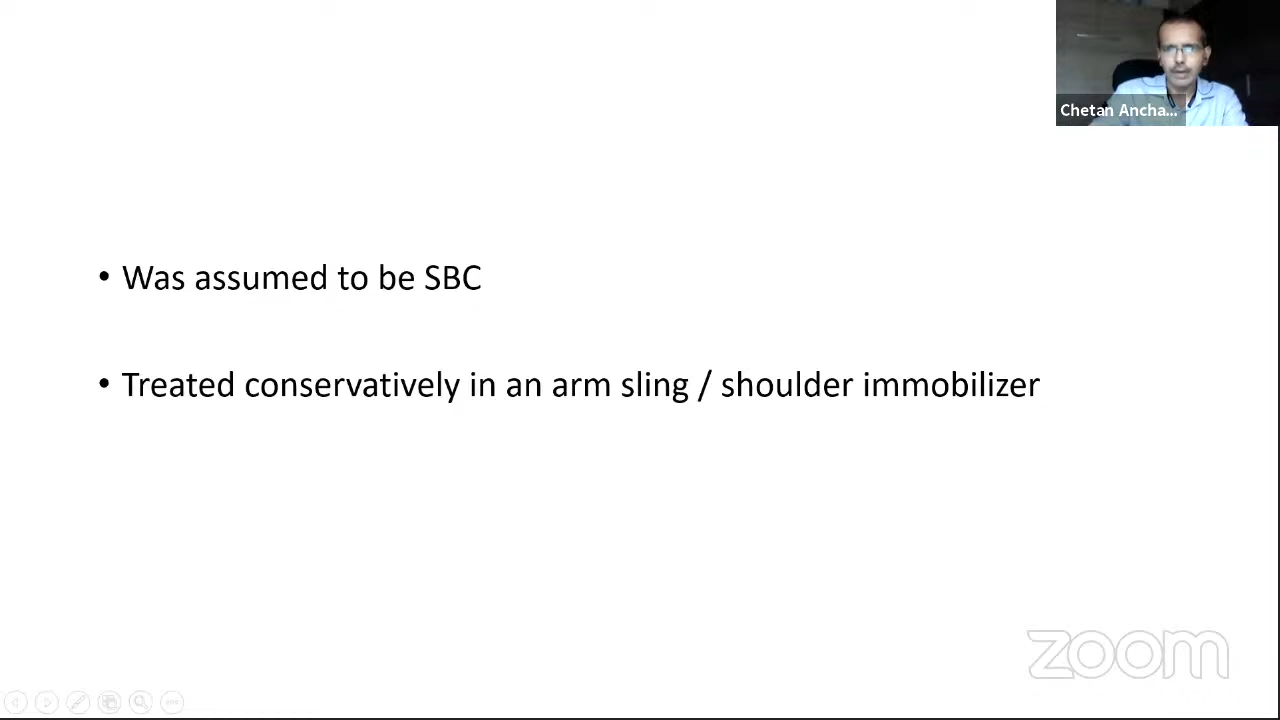 Chetan Ancha...
• Was assumed to be SBC
• Treated conservatively in an arm sling / shoulder immobilizer
zoom